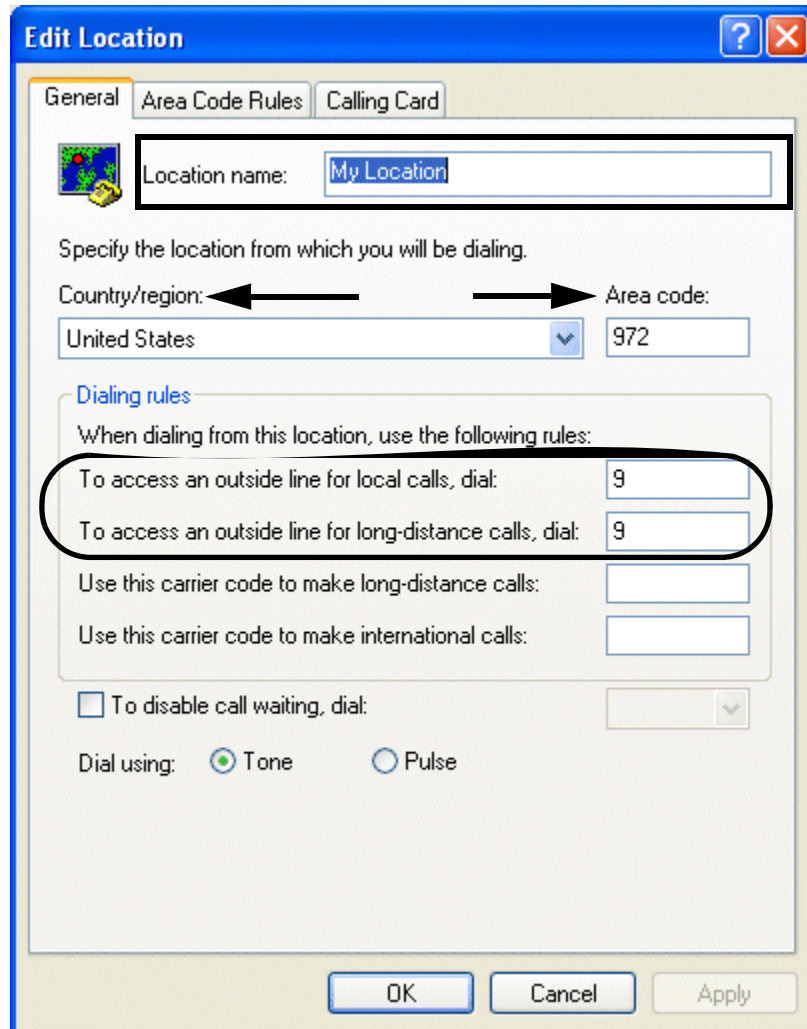 Edit Location
General Area Code Rules Calling Card
Location name: My Location
Specify the location from which you will be dialing.
Country/region: Area code:
United States 972
Dialing rules
When dialing from this location, use the following rules:
To access an outside line for local calls, dial: 9
To access an outside line for long-distance calls, dial: 9
Use this carrier code to make long-distance calls:
Use this carrier code to make international calls:
To disable call waiting, dial:
Dial using: Tone Pulse
OK Cancel Apply